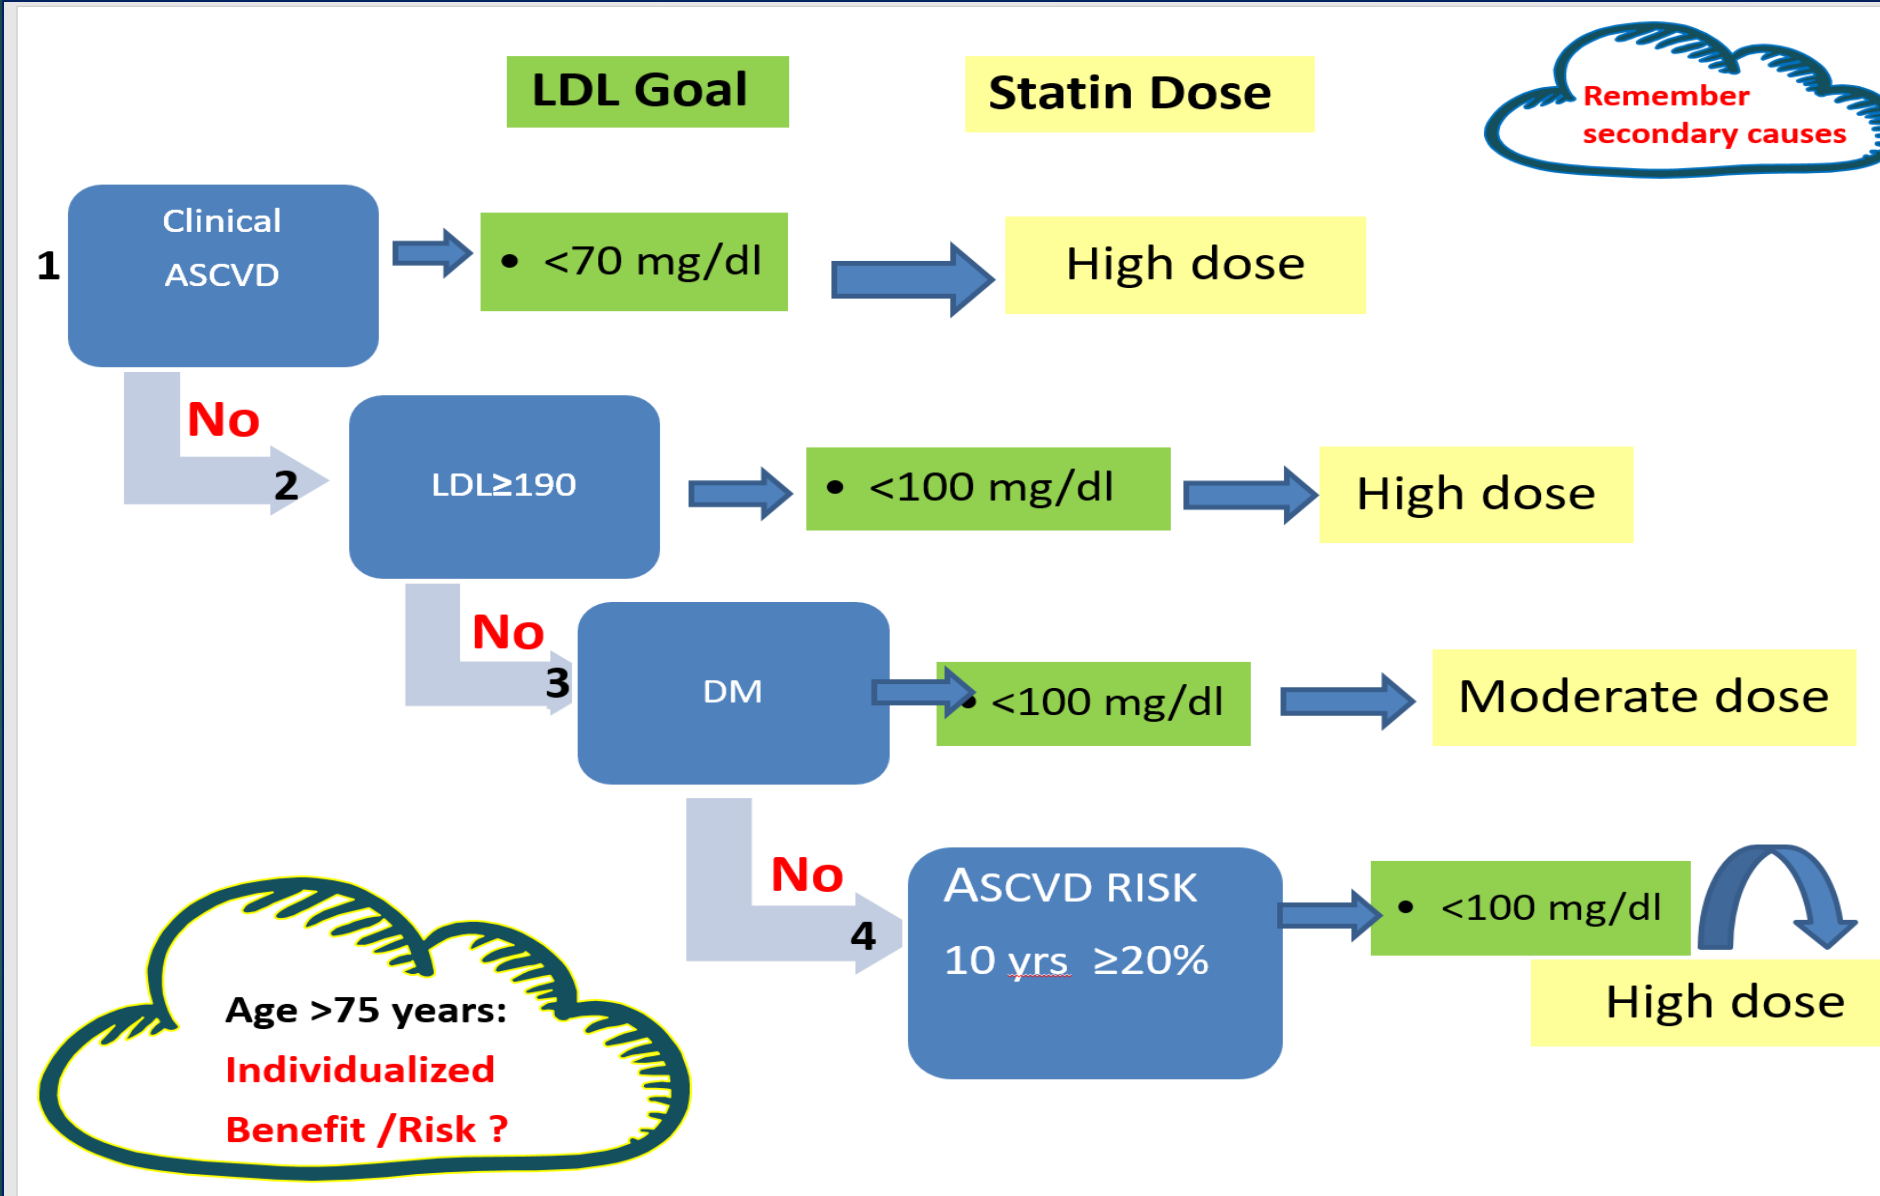 LDL Goal
Statin Dose
Remember
secondary causes
1
Clinical
ASCVD
• <70 mg/dl
High dose
No
2
LDL≥190
• <100 mg/dl
High dose
No
3
DM
• <100 mg/dl
Moderate dose
No
4
ASCVD RISK
10 yrs ≥20%
• <100 mg/dl
High dose
Age >75 years:
Individualized
Benefit /Risk ?